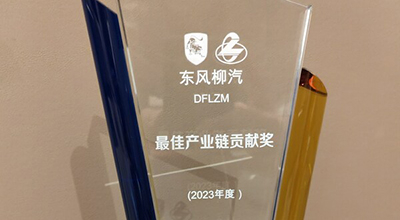 东风柳汽
DFLZM
最佳产业链贡献奖
(2023年度)